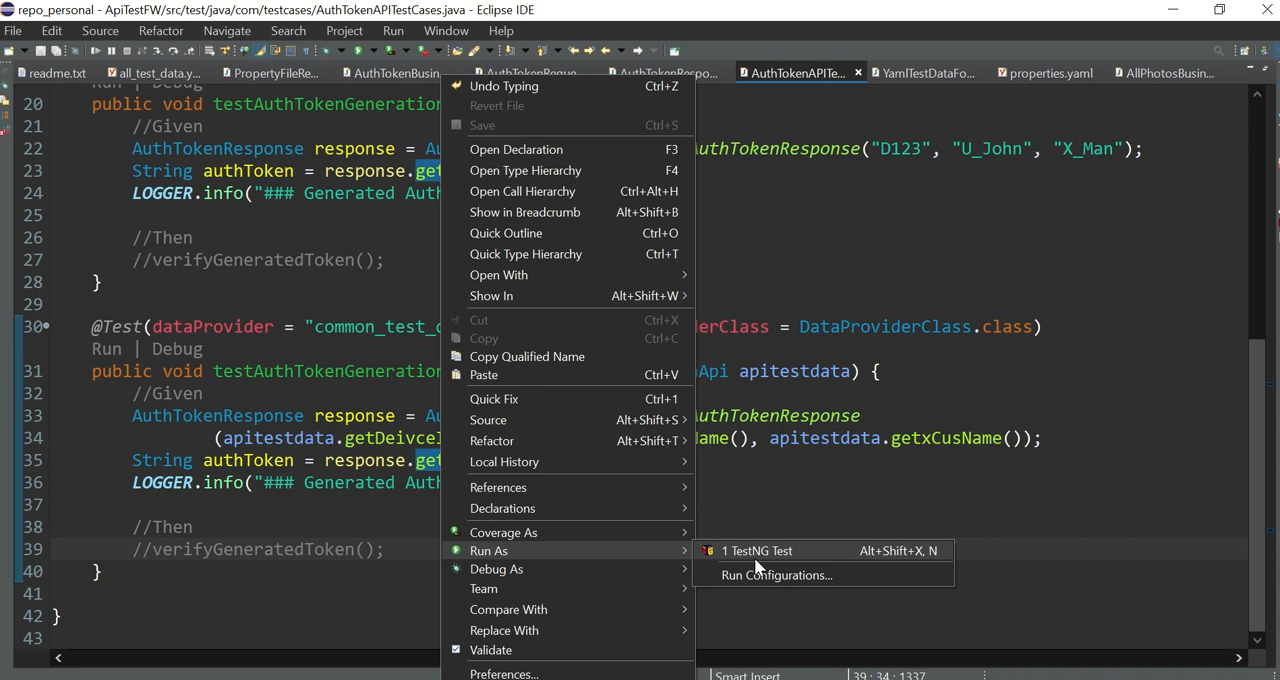 repo_personal - ApiTestFW/src/test/java/com/testcases/AuthTokenAPITestCases.java - Eclipse IDE
File Edit Source Refactor Navigate Search Project Run Window Help
readme.txt all_test_data.y... PropertyFileRe... AuthTokenBusin AuthTokenReque AuthTokenRespo... AuthTokenAPITe... YamlTestDataFo... properties.yaml AllPhotosBusin...
Run | Debug
20 public void testAuthTokenGeneration
21 //Given
22 AuthTokenResponse response = Au uthTokenResponse("D123", "U_John", "X_Man");
23 String authToken = response.get
24 LOGGER.info("### Generated Auth
25
26 //Then
27 //verifyGeneratedToken();
28 }
29
30 @Test(dataProvider = "common_test_d erClass = DataProviderClass.class)
Run | Debug
31 public void testAuthTokenGeneration Api apitestdata) {
32 //Given
33 AuthTokenResponse response = Au uthTokenResponse
34 (apitestdata.getDeivceI ame(), apitestdata.getxCusName());
35 String authToken = response.get
36 LOGGER.info("### Generated Auth
37
38 //Then
39 //verifyGeneratedToken();
40 }
41
42 }
43
Undo Typing Ctrl+Z
Revert File
Save Ctrl+S
Open Declaration F3
Open Type Hierarchy F4
Open Call Hierarchy Ctrl+Alt+H
Show in Breadcrumb Alt+Shift+B
Quick Outline Ctrl+O
Quick Type Hierarchy Ctrl+T
Open With
Show In Alt+Shift+W
Cut Ctrl+X
Copy Ctrl+C
Copy Qualified Name
Paste Ctrl+V
Quick Fix Ctrl+1
Source Alt+Shift+S
Refactor Alt+Shift+T
Local History
References
Declarations
Coverage As
Run As
Debug As
Team
Compare With
Replace With
Validate
Preferences...
1 TestNG Test Alt+Shift+X, N
Run Configurations...
Smart Insert 39 : 34 : 1337